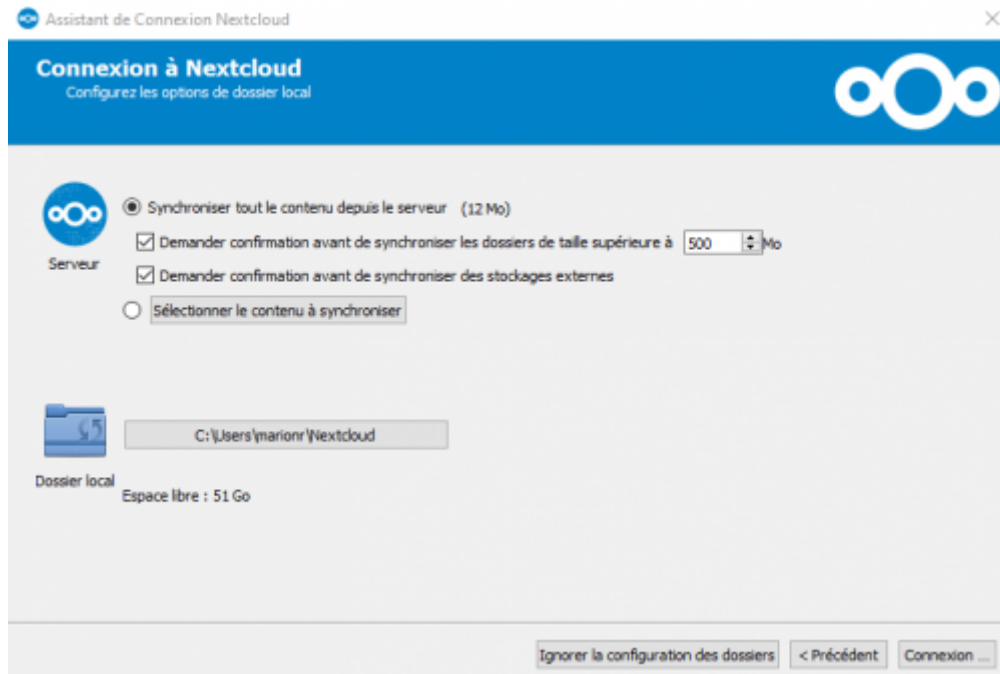 Assistant de Connexion Nextcloud
Connexion à Nextcloud
Configurez les options de dossier local
Synchroniser tout le contenu depuis le serveur (12 Mo)
Demander confirmation avant de synchroniser les dossiers de taille supérieure à 500 Mo
Serveur
Demander confirmation avant de synchroniser des stockages externes
Sélectionner le contenu à synchroniser
C:\Users\marionr\Nextcloud
Dossier local
Espace libre : 51 Go
Ignorer la configuration des dossiers < Précédent Connexion ...